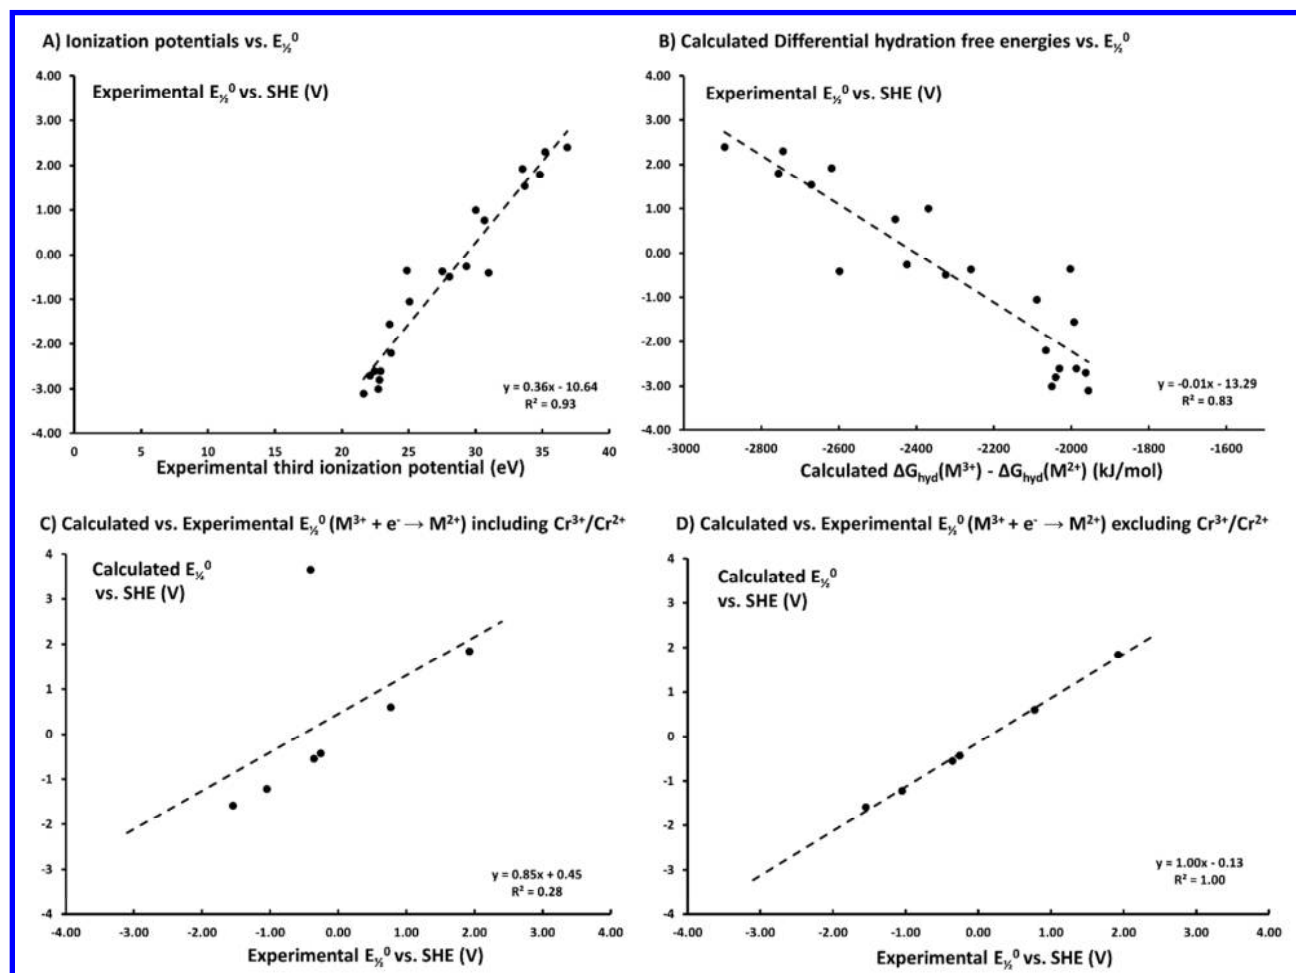 A) Ionization potentials vs. E½⁰
B) Calculated Differential hydration free energies vs. E½⁰
4.00
Experimental E½⁰ vs. SHE (V)
3.00
2.00
1.00
0.00
-1.00
-2.00
-3.00
-4.00
y = 0.36x - 10.64
R² = 0.93
0 5 10 15 20 25 30 35 40
Experimental third ionization potential (eV)
4.00
Experimental E½⁰ vs. SHE (V)
3.00
2.00
1.00
0.00
-1.00
-2.00
-3.00
-4.00
y = -0.01x - 13.29
R² = 0.83
-3000 -2800 -2600 -2400 -2200 -2000 -1800 -1600
Calculated ΔGhyd(M³⁺) - ΔGhyd(M²⁺) (kJ/mol)
C) Calculated vs. Experimental E½⁰ (M³⁺ + e⁻ → M²⁺) including Cr³⁺/Cr²⁺
D) Calculated vs. Experimental E½⁰ (M³⁺ + e⁻ → M²⁺) excluding Cr³⁺/Cr²⁺
4
Calculated E½⁰
vs. SHE (V)
3
2
1
0
-1
-2
-3
-4
y = 0.85x + 0.45
R² = 0.28
-4.00 -3.00 -2.00 -1.00 0.00 1.00 2.00 3.00 4.00
Experimental E½⁰ vs. SHE (V)
4
Calculated E½⁰
vs. SHE (V)
3
2
1
0
-1
-2
-3
-4
y = 1.00x - 0.13
R² = 1.00
-4.00 -3.00 -2.00 -1.00 0.00 1.00 2.00 3.00 4.00
Experimental E½⁰ vs. SHE (V)